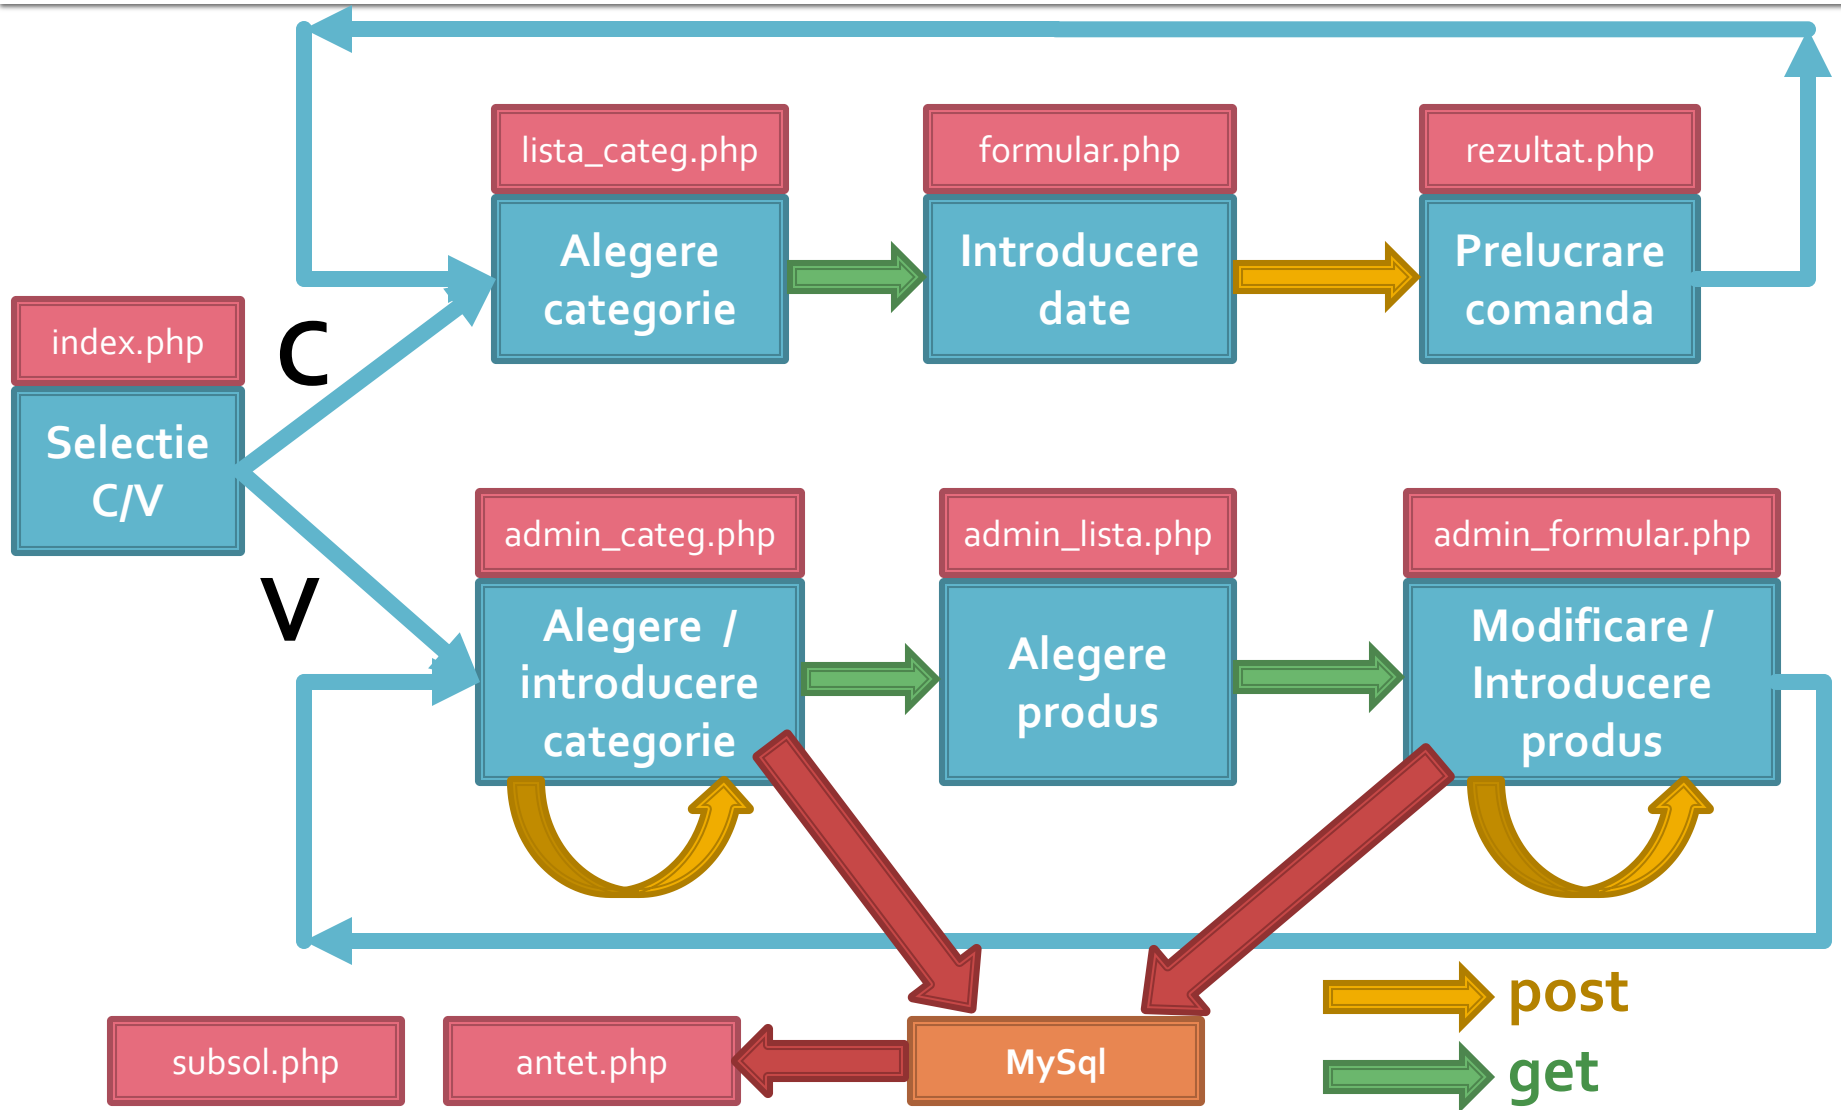 lista_categ.php
formular.php
rezultat.php
Alegere
categorie
Introducere
date
Prelucrare
comanda
index.php
C
Selectie
C/V
V
admin_categ.php
admin_lista.php
admin_formular.php
Alegere /
introducere
categorie
Alegere
produs
Modificare /
Introducere
produs
post
get
subsol.php
antet.php
MySql